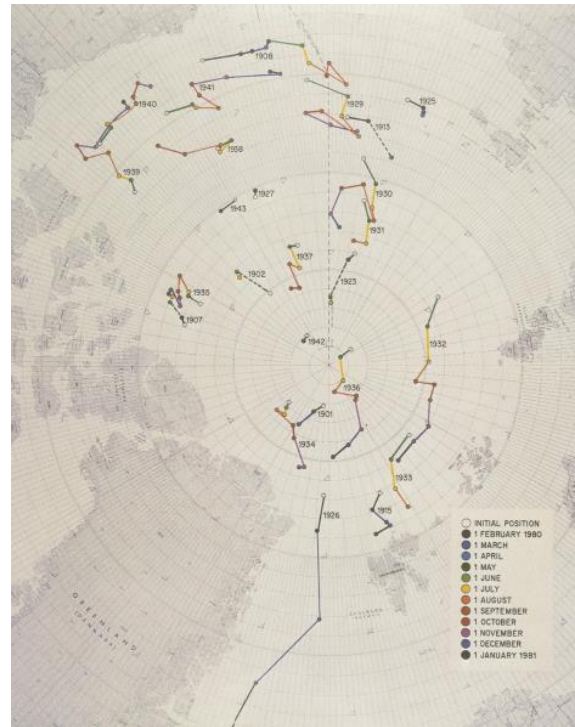 1908
1941
1940
1929
1925
1913
1938
1939
1927
1930
1943
1931
1937
1902
1923
1935
1907
1942
1932
1936
1901
1934
1933
1926
1915
INITIAL POSITION
1 FEBRUARY 1980
1 MARCH
1 APRIL
1 MAY
1 JUNE
1 JULY
1 AUGUST
1 SEPTEMBER
1 OCTOBER
1 NOVEMBER
1 DECEMBER
1 JANUARY 1981
GREENLAND
(DENMARK)